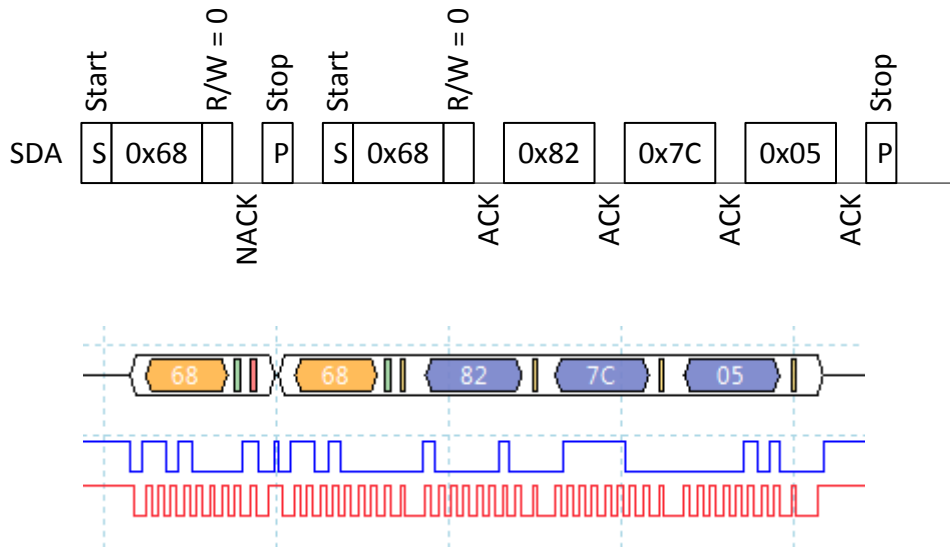 Start
R/W = 0
Stop
Start
R/W = 0
Stop
SDA S 0x68 P S 0x68 0x82 0x7C 0x05 P
NACK
ACK
ACK
ACK
ACK
68 68 82 7C 05